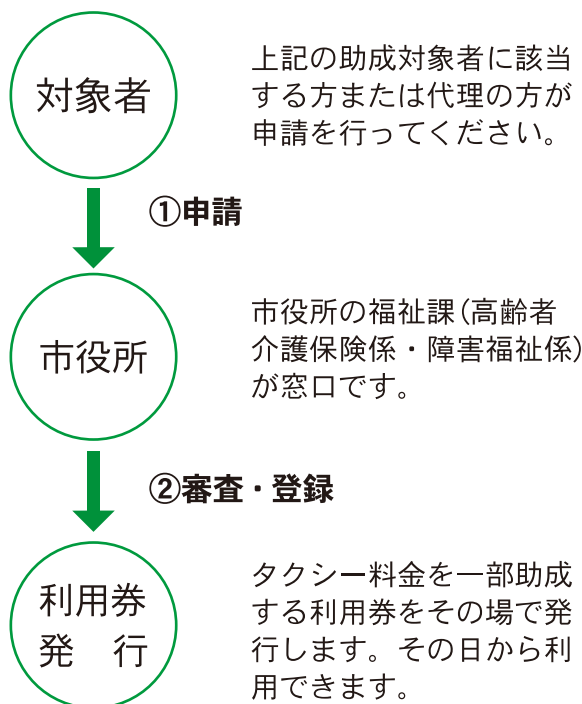 対象者
上記の助成対象者に該当
する方または代理の方が
申請を行ってください。
①申請
市役所
市役所の福祉課(高齢者
介護保険係・障害福祉係)
が窓口です。
②審査・登録
利用券
発　行
タクシー料金を一部助成
する利用券をその場で発
行します。その日から利
用できます。